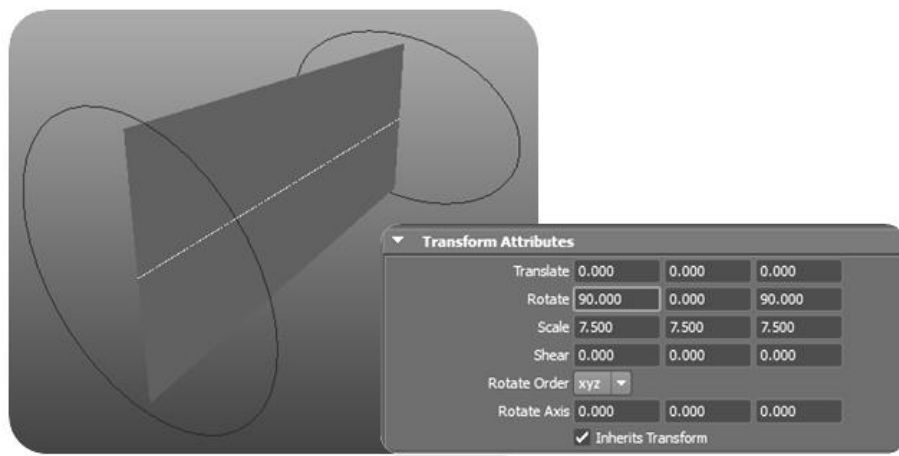 Transform Attributes
Translate 0.000 0.000 0.000
Rotate 90.000 0.000 90.000
Scale 7.500 7.500 7.500
Shear 0.000 0.000 0.000
Rotate Order xyz
Rotate Axis 0.000 0.000 0.000
Inherits Transform